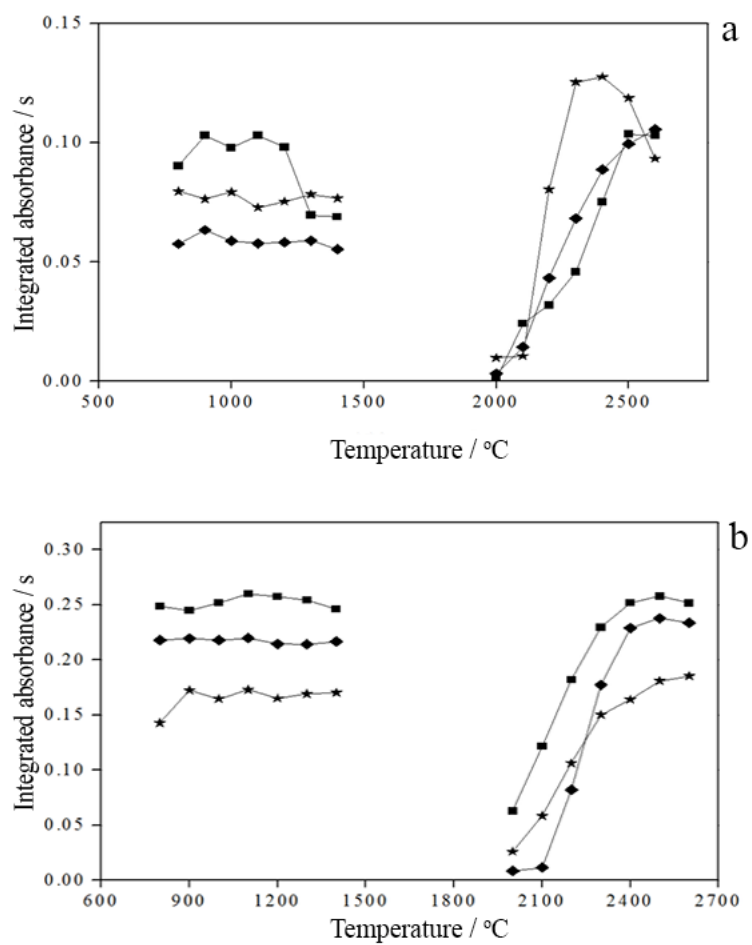 a
0.15
0.10
0.05
0.00
Integrated absorbance / s
500 1000 1500 2000 2500
Temperature / °C
b
0.30
0.25
0.20
0.15
0.10
0.05
0.00
Integrated absorbance / s
600 900 1200 1500 1800 2100 2400 2700
Temperature / °C